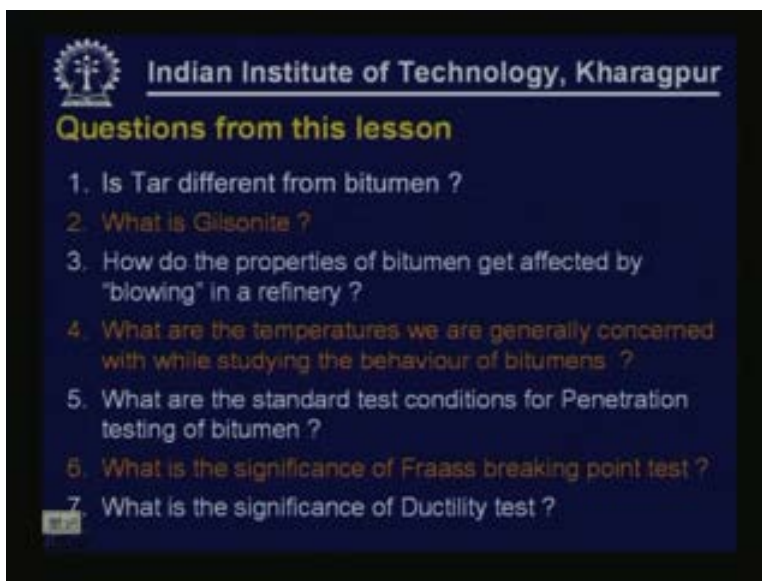 Indian Institute of Technology, Kharagpur
Questions from this lesson
1. Is Tar different from bitumen ?
2. What is Gilsonite ?
3. How do the properties of bitumen get affected by
"blowing" in a refinery ?
4. What are the temperatures we are generally concerned
with while studying the behaviour of bitumens ?
5. What are the standard test conditions for Penetration
testing of bitumen ?
6. What is the significance of Fraass breaking point test ?
7. What is the significance of Ductility test ?